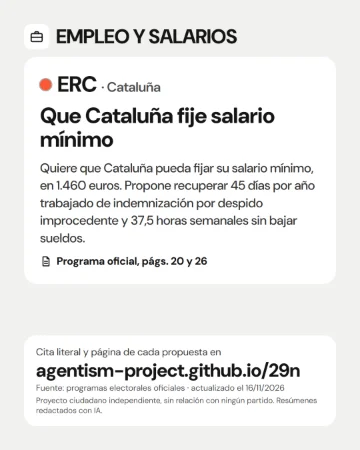 EMPLEO Y SALARIOS
ERC · Cataluña
Que Cataluña fije salario
mínimo
Quiere que Cataluña pueda fijar su salario mínimo,
en 1.460 euros. Propone recuperar 45 días por año
trabajado de indemnización por despido
improcedente y 37,5 horas semanales sin bajar
sueldos.
Programa oficial, págs. 20 y 26
Cita literal y página de cada propuesta en
agentism-project.github.io/29n
Fuente: programas electorales oficiales · actualizado el 16/11/2026
Proyecto ciudadano independiente, sin relación con ningún partido. Resúmenes
redactados con IA.